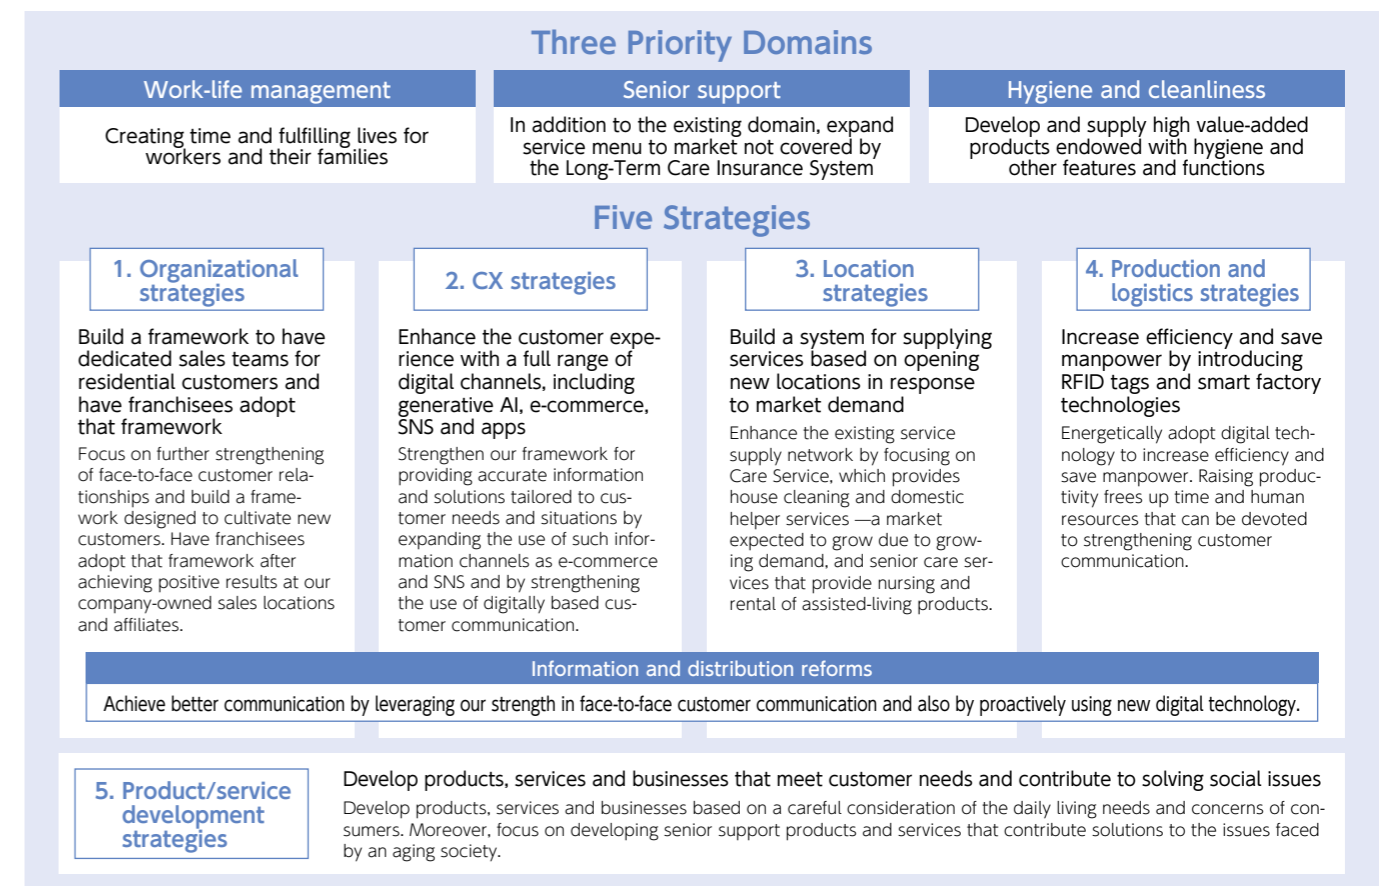 Three Priority Domains
Work-life management
Creating time and fulfilling lives for
workers and their families
Senior support
In addition to the existing domain, expand
service menu to market not covered by
the Long-Term Care Insurance System
Hygiene and cleanliness
Develop and supply high value-added
products endowed with hygiene and
other features and functions
Five Strategies
1. Organizational
strategies
Build a framework to have
dedicated sales teams for
residential customers and
have franchisees adopt
that framework
Focus on further strengthening
of face-to-face customer rela-
tionships and build a frame-
work designed to cultivate new
customers. Have franchisees
adopt that framework after
achieving positive results at our
company-owned sales locations
and affiliates.
2. CX strategies
Enhance the customer expe-
rience with a full range of
digital channels, including
generative AI, e-commerce,
SNS and apps
Strengthen our framework for
providing accurate information
and solutions tailored to cus-
tomer needs and situations by
expanding the use of such infor-
mation channels as e-commerce
and SNS and by strengthening
the use of digitally based cus-
tomer communication.
3. Location
strategies
Build a system for supplying
services based on opening
new locations in response
to market demand
Enhance the existing service
supply network by focusing on
Care Service, which provides
house cleaning and domestic
helper services —a market
expected to grow due to grow-
ing demand, and senior care ser-
vices that provide nursing and
rental of assisted-living products.
4. Production and
logistics strategies
Increase efficiency and save
manpower by introducing
RFID tags and smart factory
technologies
Energetically adopt digital tech-
nology to increase efficiency and
save manpower. Raising produc-
tivity frees up time and human
resources that can be devoted
to strengthening customer
communication.
Information and distribution reforms
Achieve better communication by leveraging our strength in face-to-face customer communication and also by proactively using new digital technology.
5. Product/service
development
strategies
Develop products, services and businesses that meet customer needs and contribute to solving social issues
Develop products, services and businesses based on a careful consideration of the daily living needs and concerns of con-
sumers. Moreover, focus on developing senior support products and services that contribute solutions to the issues faced
by an aging society.